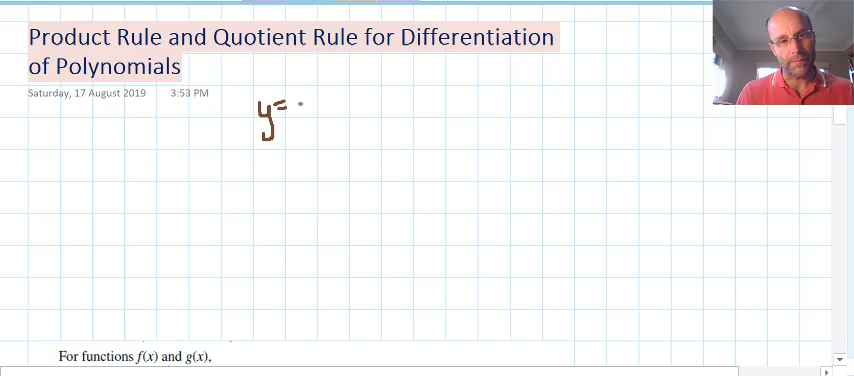 Product Rule and Quotient Rule for Differentiation
of Polynomials
Saturday, 17 August 2019 3:53 PM
y=
For functions f(x) and g(x),